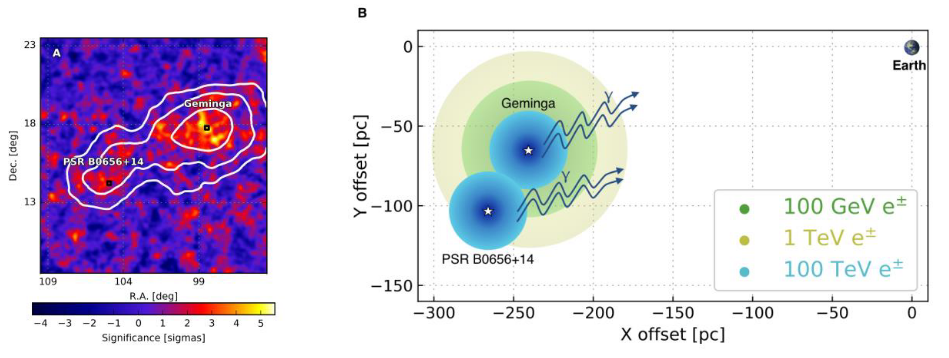 A
Geminga
PSR B0656+14
23
18
13
Dec. [deg]
109
104
99
R.A. [deg]
−4 −3 −2 −1 0 1 2 3 4 5
Significance [sigmas]
B
0
−50
−100
−150
Y offset [pc]
Earth
Geminga
γ
γ
PSR B0656+14
100 GeV e±
1 TeV e±
100 TeV e±
−300 −250 −200 −150 −100 −50 0
X offset [pc]